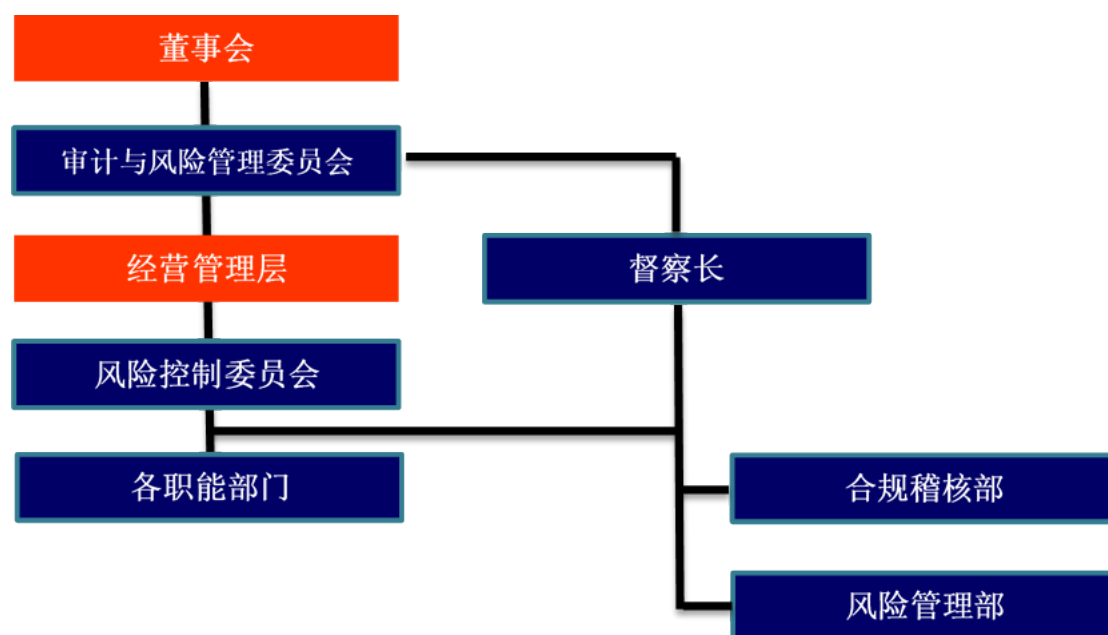 董事会
审计与风险管理委员会
经营管理层
督察长
风险控制委员会
各职能部门
合规稽核部
风险管理部